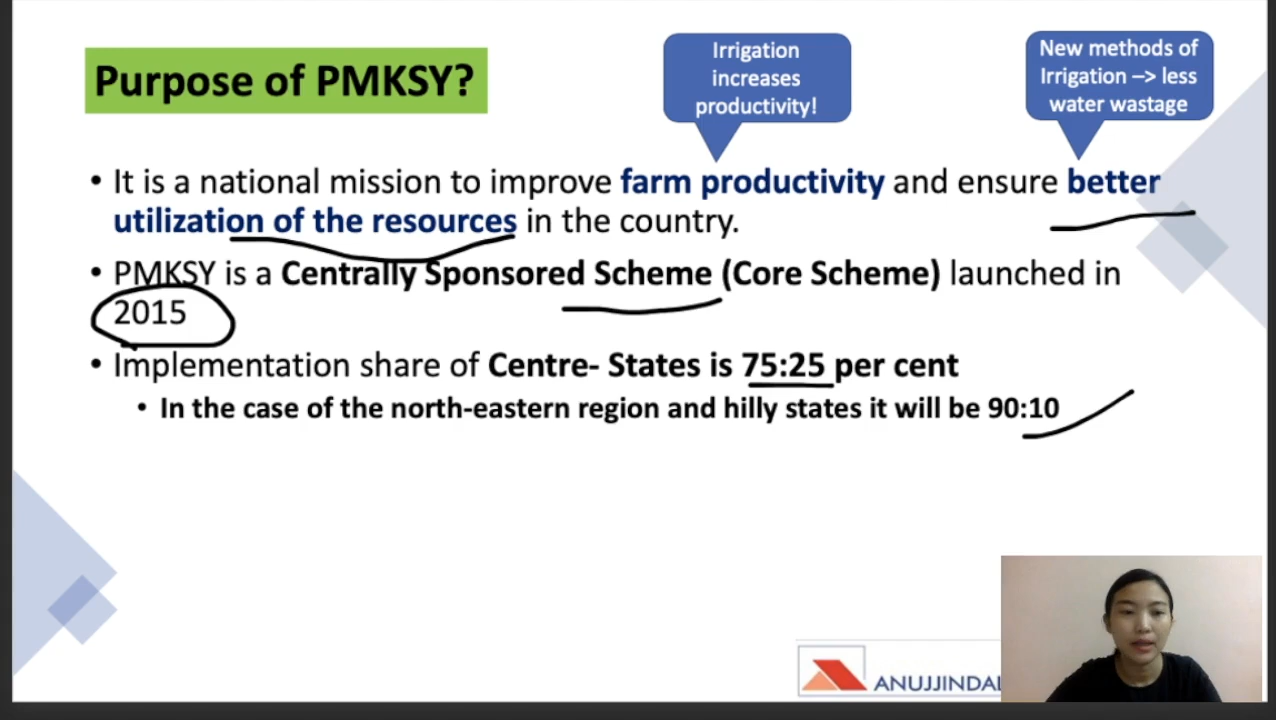 Purpose of PMKSY?
Irrigation
increases
productivity!
New methods of
Irrigation –> less
water wastage
• It is a national mission to improve farm productivity and ensure better
utilization of the resources in the country.
• PMKSY is a Centrally Sponsored Scheme (Core Scheme) launched in
2015
• Implementation share of Centre- States is 75:25 per cent
• In the case of the north-eastern region and hilly states it will be 90:10
ANUJJINDAL